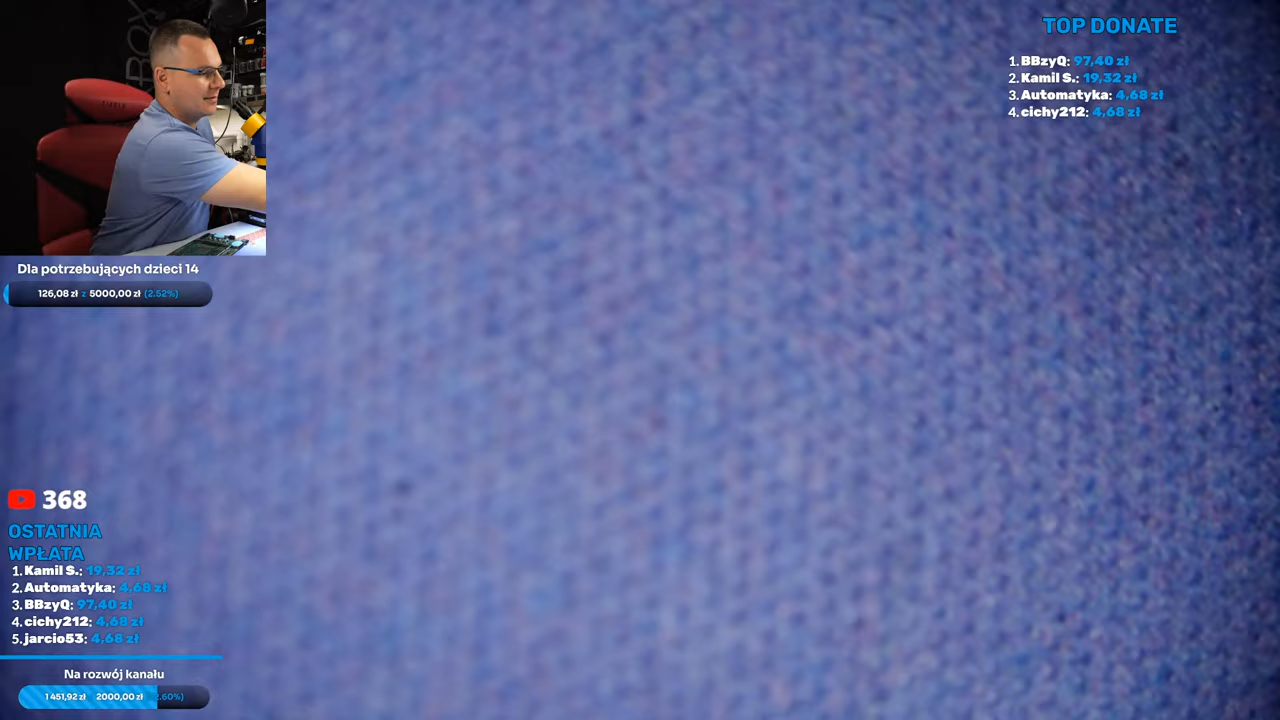 TOP DONATE
1. BBzyQ: 97,40 zł
2. Kamil S.: 19,32 zł
3. Automatyka: 4,68 zł
4. cichy212: 4,68 zł
Dla potrzebujących dzieci 14
126,08 zł z 5000,00 zł (2.52%)
368
OSTATNIA
WPŁATA
1. Kamil S.: 19,32 zł
2. Automatyka: 4,68 zł
3. BBzyQ: 97,40 zł
4. cichy212: 4,68 zł
5. jarcio53: 4,68 zł
Na rozwój kanału
1 451,92 zł 2000,00 zł